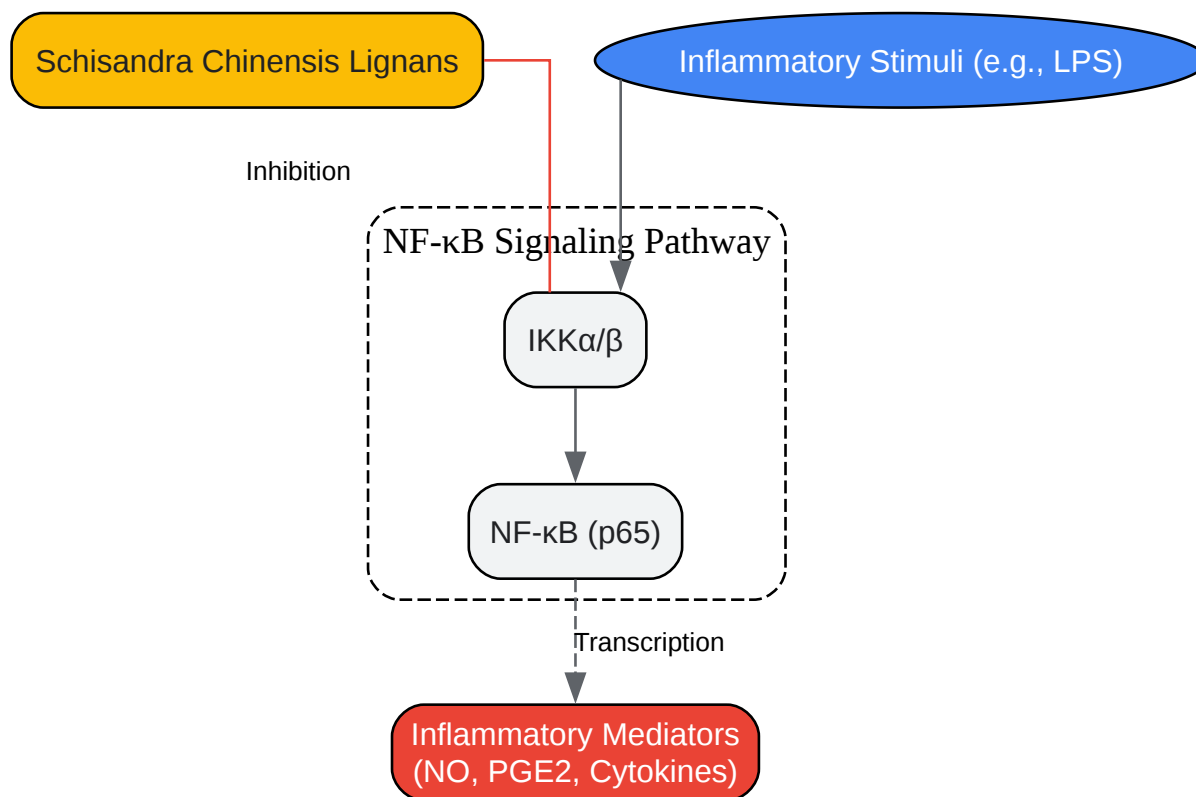 Schisandra Chinensis Lignans
Inflammatory Stimuli (e.g., LPS)
Inhibition
NF-κB Signaling Pathway
IKKα/β
NF-κB (p65)
Transcription
Inflammatory Mediators
(NO, PGE2, Cytokines)